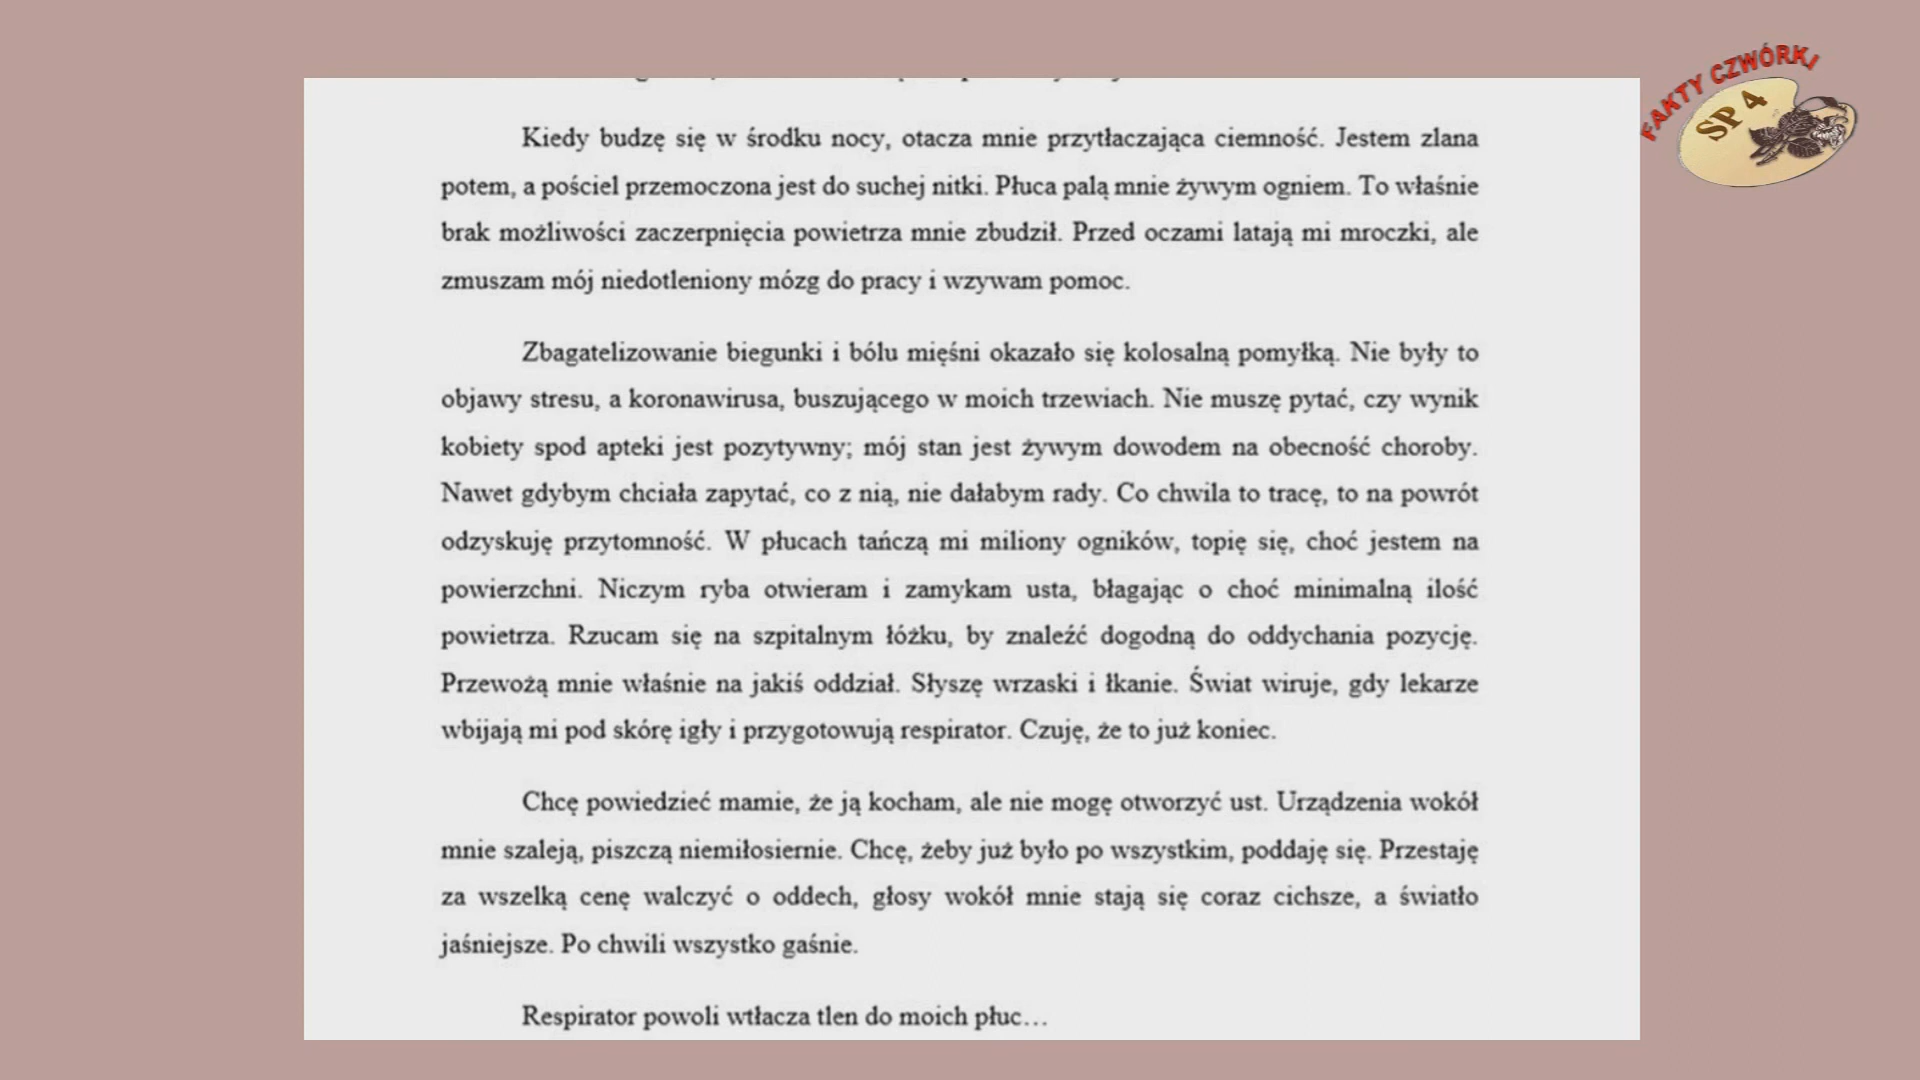 Kiedy budzę się w środku nocy, otacza mnie przytłaczająca ciemność. Jestem zlana
potem, a pościel przemoczona jest do suchej nitki. Płuca palą mnie żywym ogniem. To właśnie
brak możliwości zaczerpnięcia powietrza mnie zbudził. Przed oczami latają mi mroczki, ale
zmuszam mój niedotleniony mózg do pracy i wzywam pomoc.
Zbagatelizowanie biegunki i bólu mięśni okazało się kolosalną pomyłką. Nie były to
objawy stresu, a koronawirusa, buszującego w moich trzewiach. Nie muszę pytać, czy wynik
kobiety spod apteki jest pozytywny; mój stan jest żywym dowodem na obecność choroby.
Nawet gdybym chciała zapytać, co z nią, nie dałabym rady. Co chwila to tracę, to na powrót
odzyskuję przytomność. W płucach tańczą mi miliony ogników, topię się, choć jestem na
powierzchni. Niczym ryba otwieram i zamykam usta, błagając o choć minimalną ilość
powietrza. Rzucam się na szpitalnym łóżku, by znaleźć dogodną do oddychania pozycję.
Przewożą mnie właśnie na jakiś oddział. Słyszę wrzaski i łkanie. Świat wiruje, gdy lekarze
wbijają mi pod skórę igły i przygotowują respirator. Czuję, że to już koniec.
Chcę powiedzieć mamie, że ją kocham, ale nie mogę otworzyć ust. Urządzenia wokół
mnie szaleją, piszczą niemiłosiernie. Chcę, żeby już było po wszystkim, poddaję się. Przestaję
za wszelką cenę walczyć o oddech, głosy wokół mnie stają się coraz cichsze, a światło
jaśniejsze. Po chwili wszystko gaśnie.
Respirator powoli wtłacza tlen do moich płuc…
FAKTY CZWÓRKI
SP 4